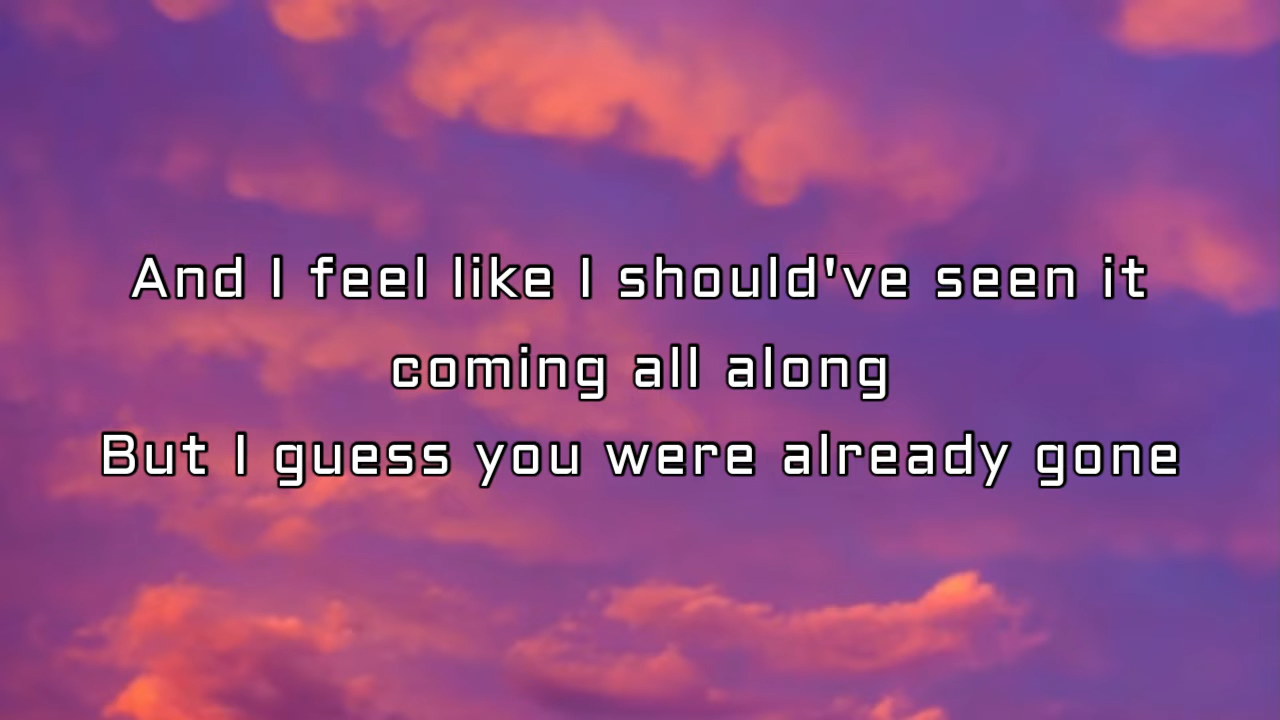 And I feel like I should've seen it
coming all along
But I guess you were already gone